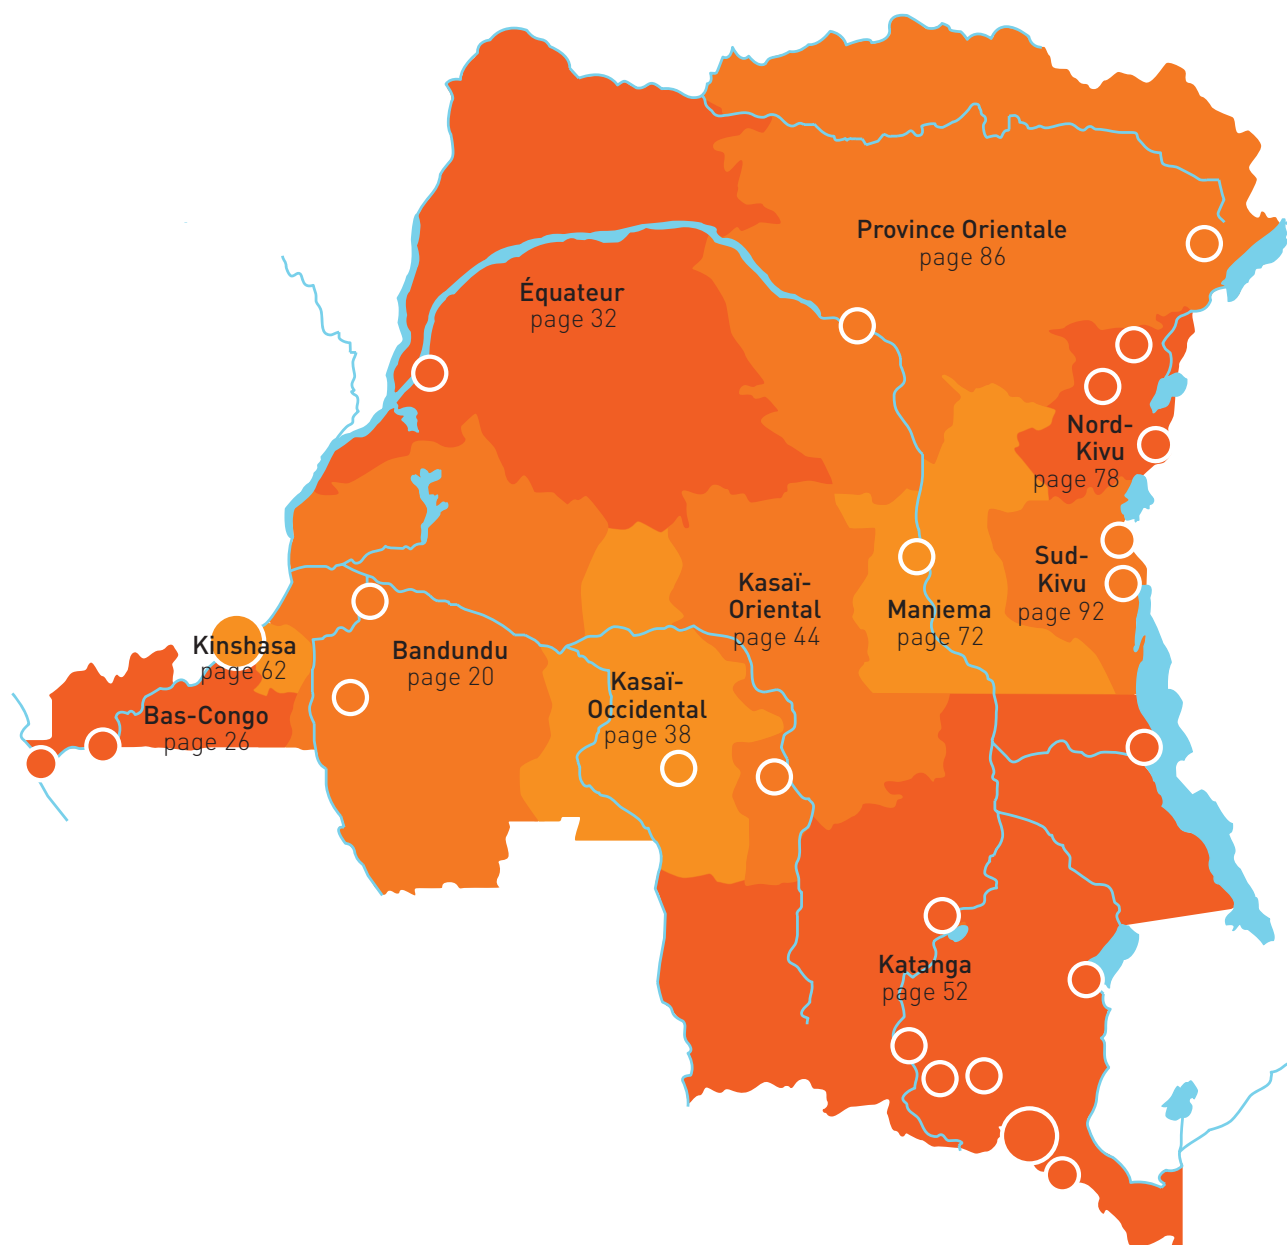 Province Orientale
page 86
Équateur
page 32
Nord-
Kivu
page 78
Sud-
Kivu
page 92
Kasaï-
Oriental
page 44
Maniema
page 72
Kinshasa
page 62
Bandundu
page 20
Kasaï-
Occidental
page 38
Bas-Congo
page 26
Katanga
page 52